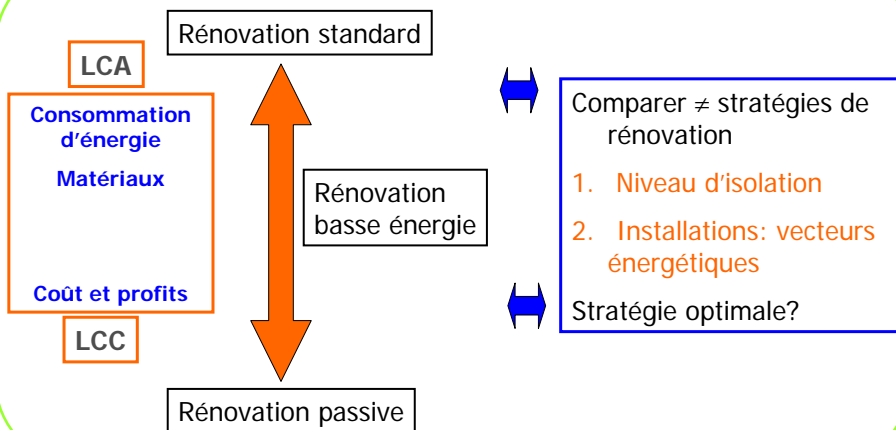 Rénovation standard
LCA
Consommation
d'énergie
Matériaux
Coût et profits
LCC
Rénovation
basse énergie
Rénovation passive
Comparer ≠ stratégies de
rénovation
1. Niveau d'isolation
2. Installations: vecteurs
énergétiques
Stratégie optimale?